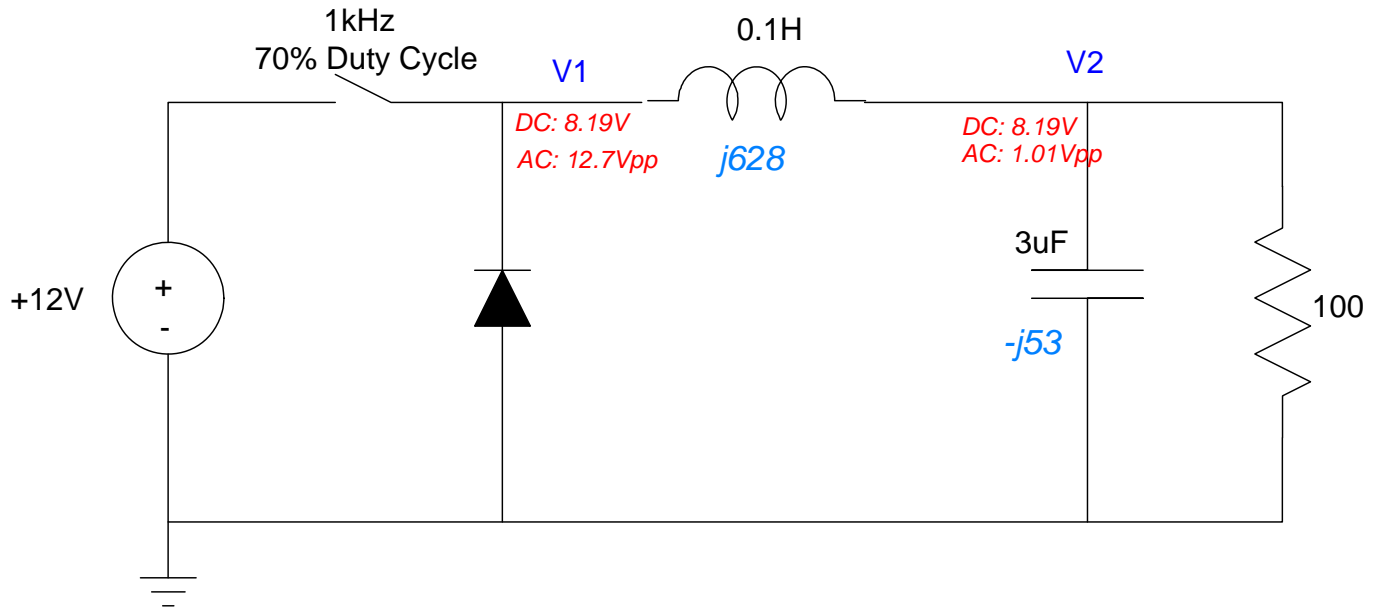 1kHz
70% Duty Cycle
0.1H
V1
V2
DC: 8.19V
AC: 12.7Vpp
j628
DC: 8.19V
AC: 1.01Vpp
3uF
+12V
+
-
100
-j53